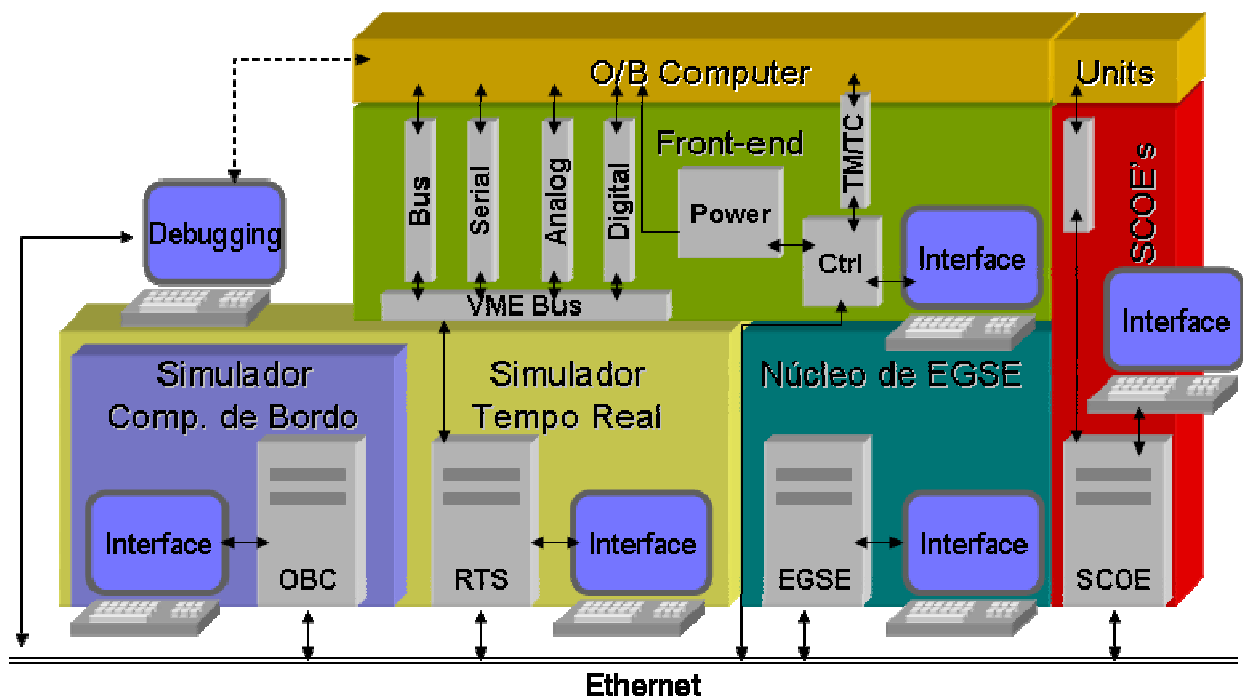 O/B Computer
Units
Front-end
TM/TC
SCOE's
Bus
Serial
Analog
Digital
Power
Ctrl
Interface
Debugging
VME Bus
Interface
Simulador
Comp. de Bordo
Simulador
Tempo Real
Núcleo de EGSE
Interface
OBC
RTS
Interface
EGSE
Interface
SCOE
Ethernet